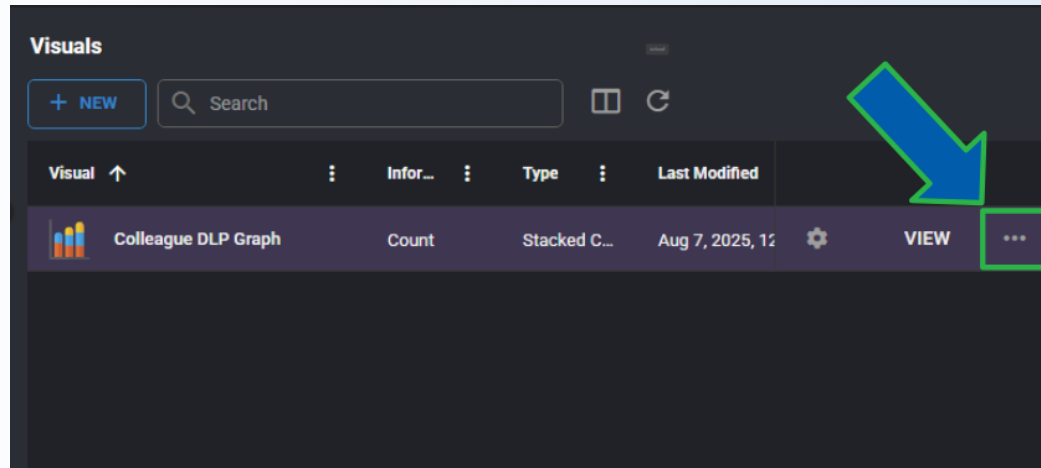 Visuals
+ NEW
Search
Visual
Infor...
Type
Last Modified
Colleague DLP Graph
Count
Stacked C...
Aug 7, 2025, 12
VIEW